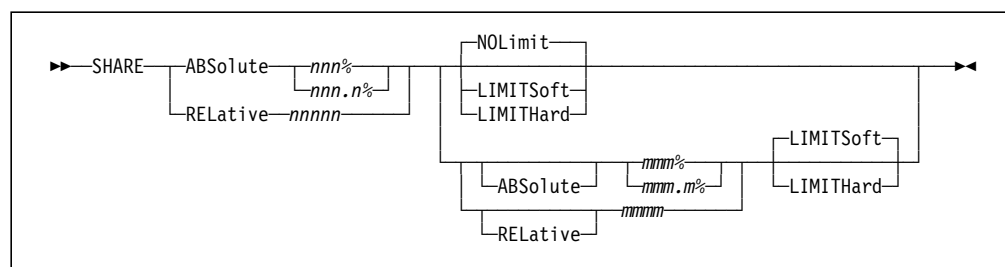 NOLimit
SHARE ABSolute nnn%
nnn.n% LIMITSoft
RELative nnnnn LIMITHard
LIMITSoft
mmm%
ABSolute mmm.m% LIMITHard
mmmm
RELative